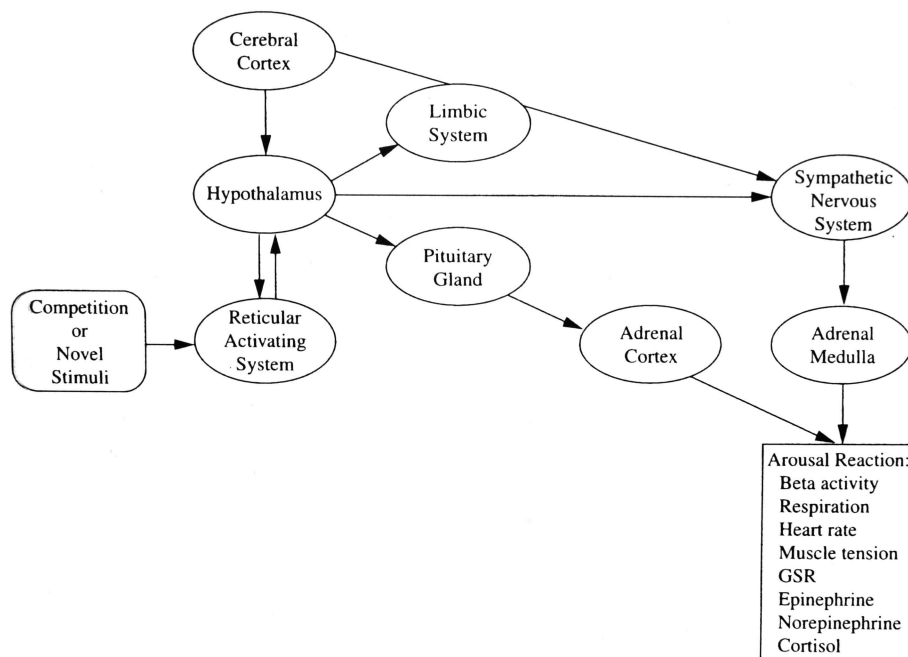 Cerebral
Cortex
Limbic
System
Hypothalamus
Sympathetic
Nervous
System
Pituitary
Gland
Competition
or
Novel
Stimuli
Reticular
Activating
System
Adrenal
Cortex
Adrenal
Medulla
Arousal Reaction:
Beta activity
Respiration
Heart rate
Muscle tension
GSR
Epinephrine
Norepinephrine
Cortisol